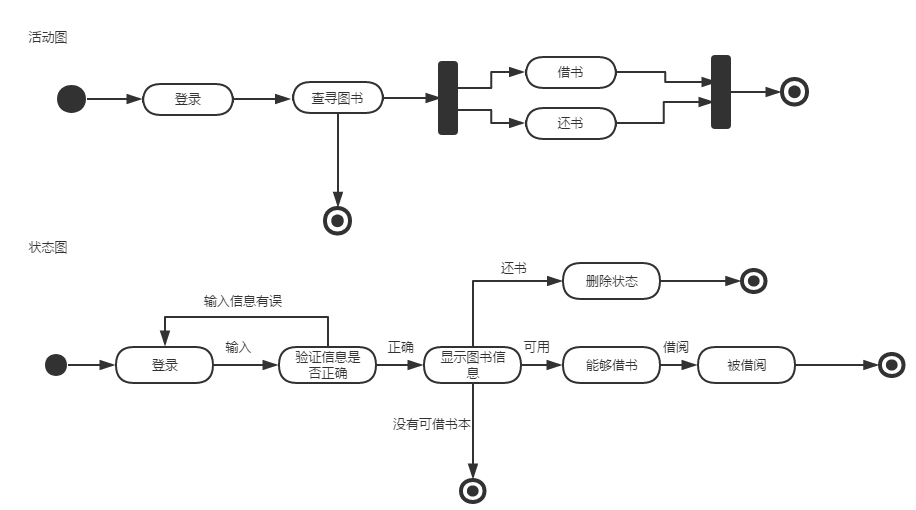 活动图
登录
查寻图书
借书
还书
状态图
还书
删除状态
输入信息有误
登录
输入
验证信息是
否正确
正确
显示图书信
息
可用
能够借书
借阅
被借阅
没有可借书本